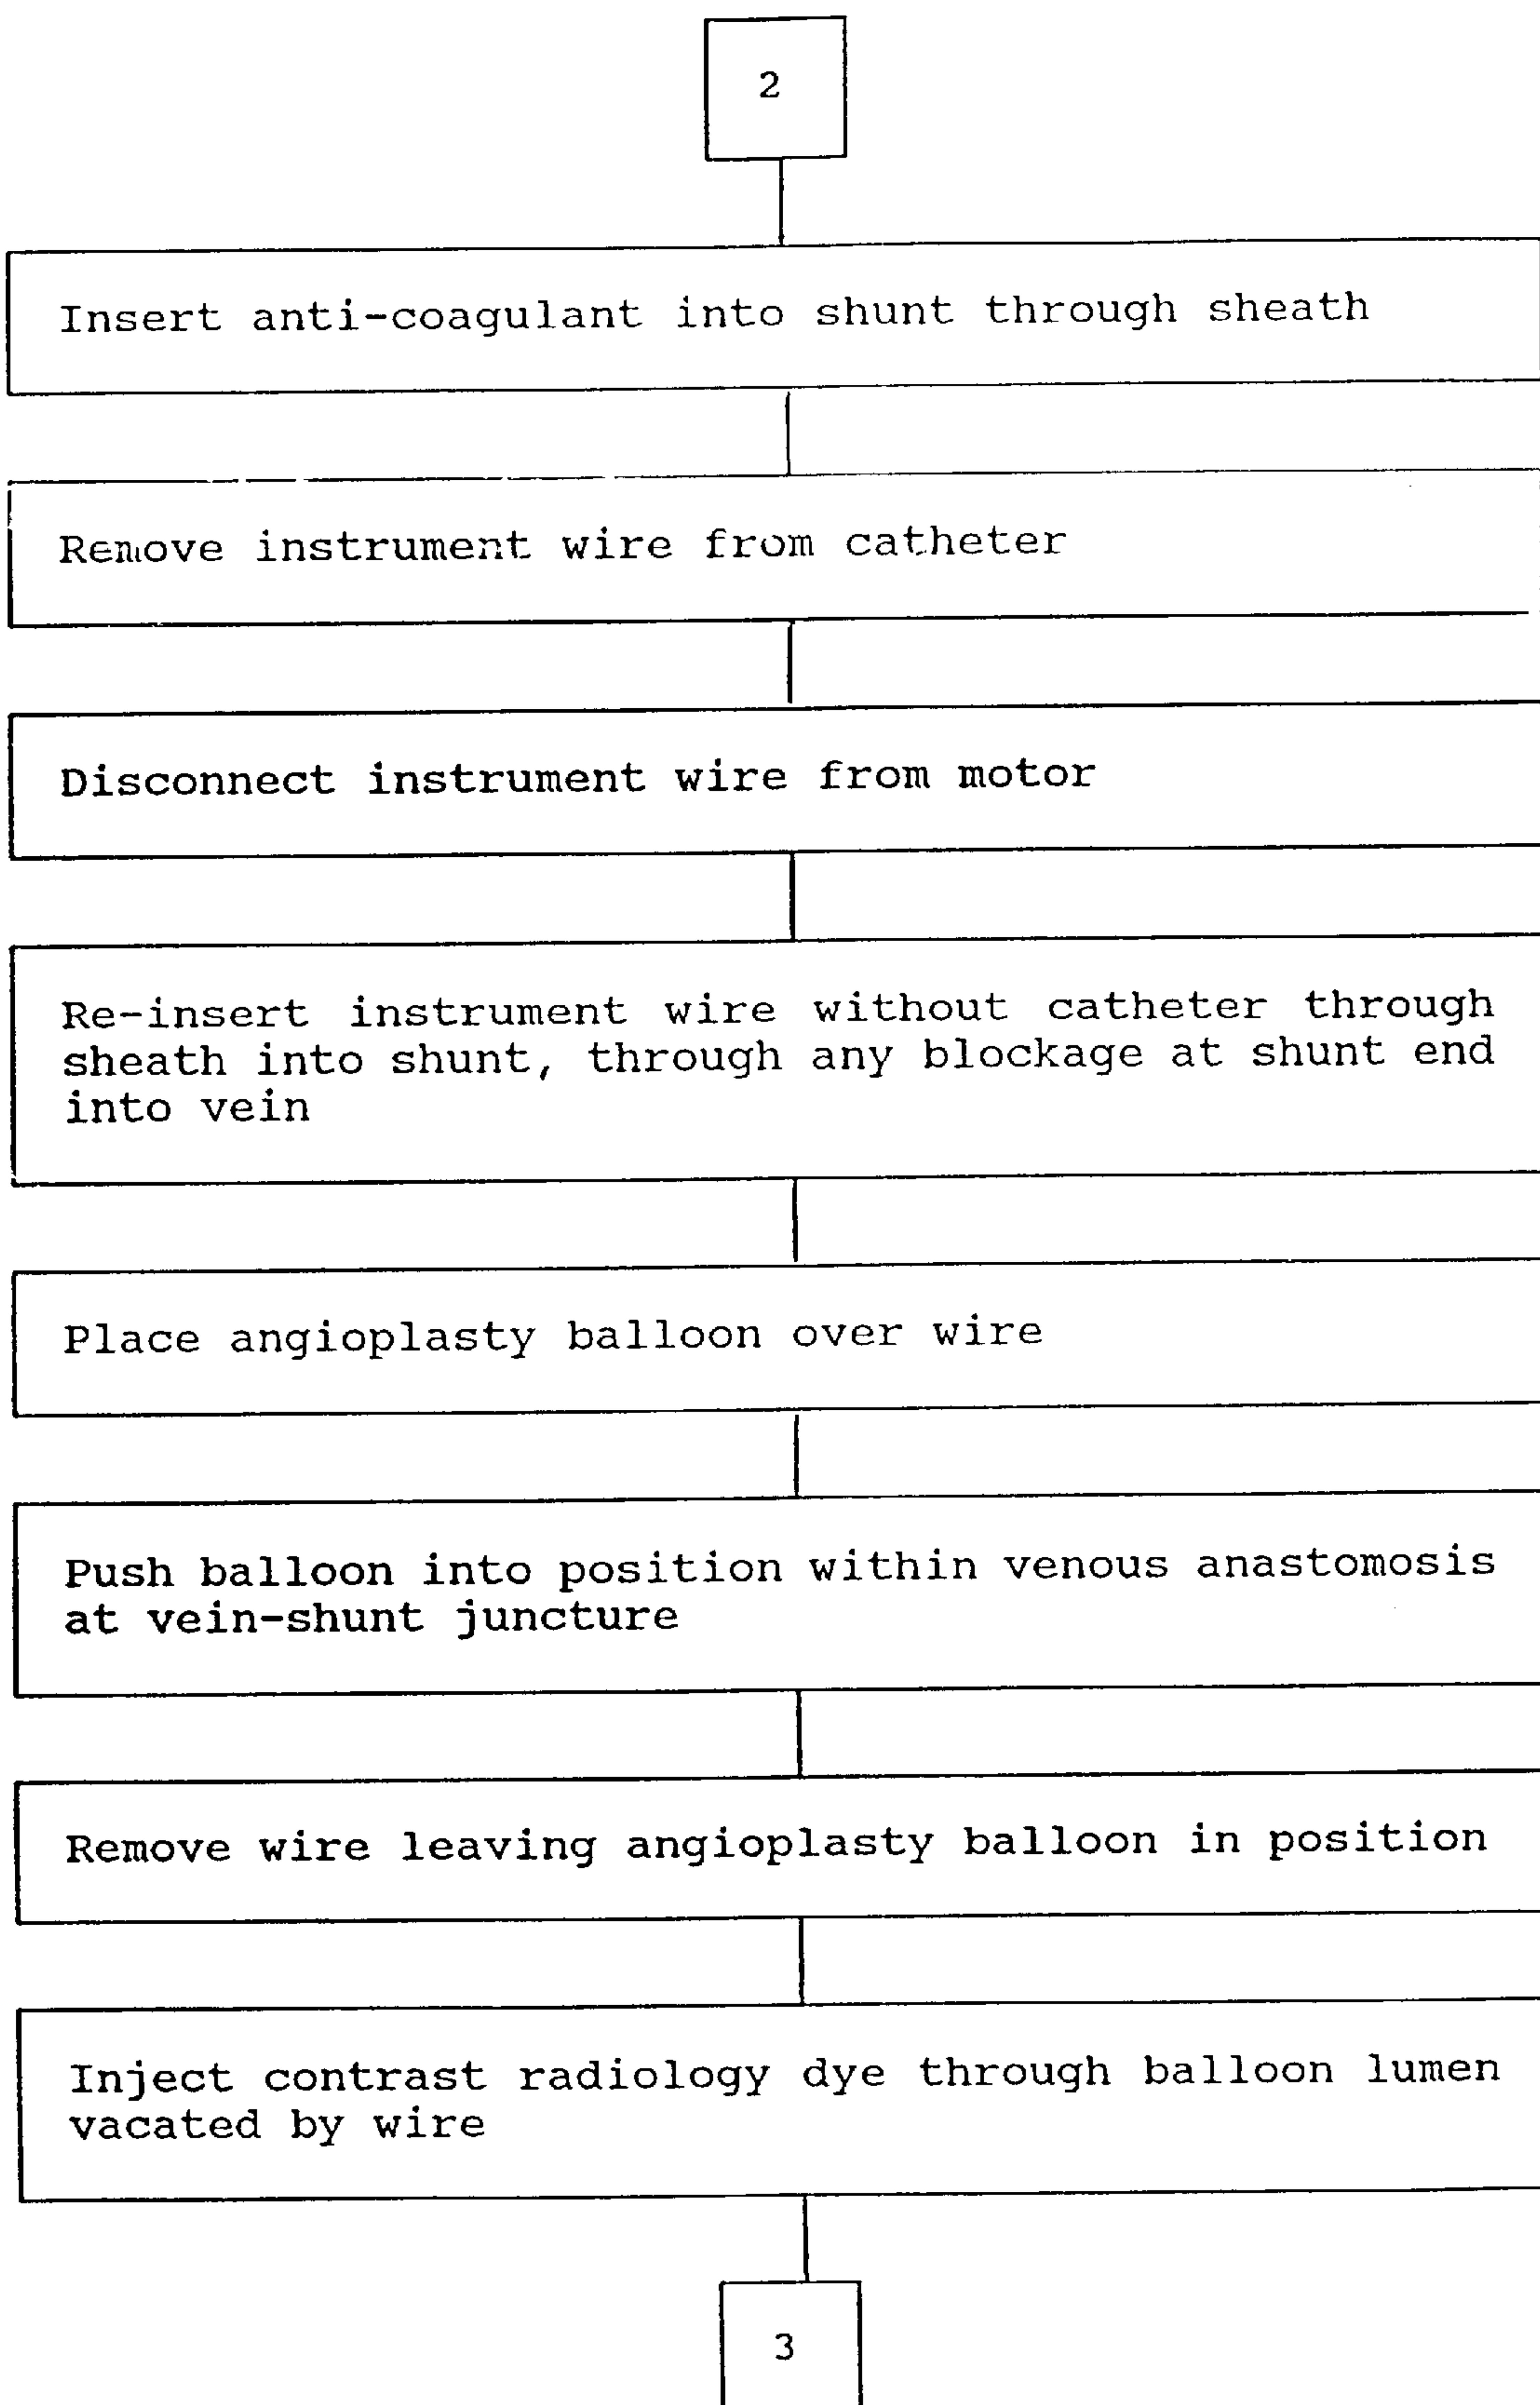 2
Insert anti-coagulant into shunt through sheath
Remove instrument wire from catheter
Disconnect instrument wire from motor
Re-insert instrument wire without catheter through
sheath into shunt, through any blockage at shunt end
into vein
Place angioplasty balloon over wire
Push balloon into position within venous anastomosis
at vein-shunt juncture
Remove wire leaving angioplasty balloon in position
Inject contrast radiology dye through balloon lumen
vacated by wire
3